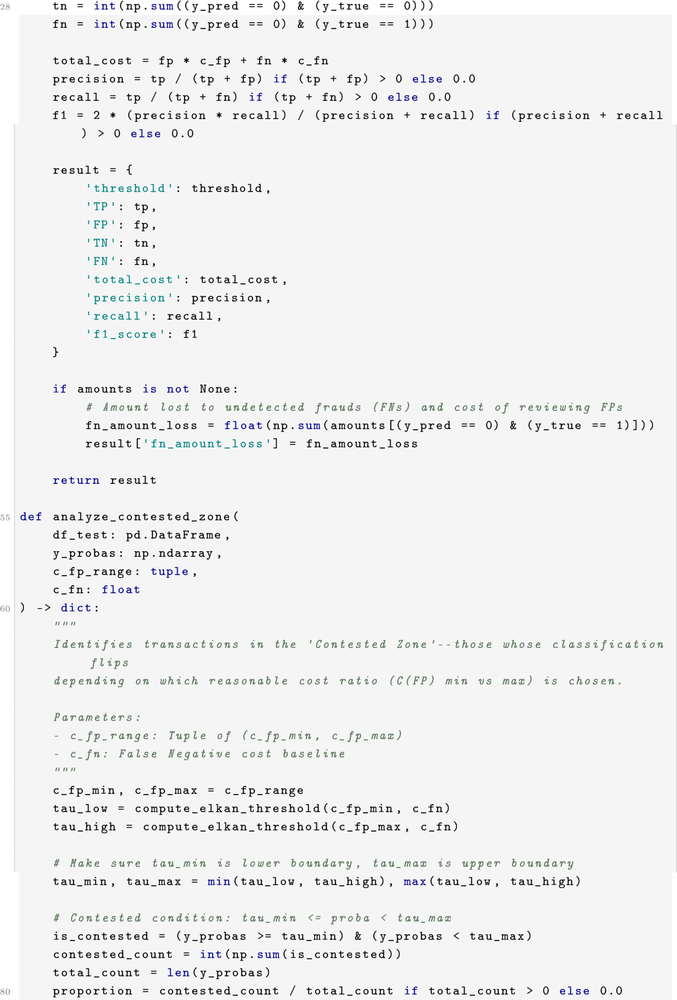 28 tn = int(np.sum((y_pred == 0) & (y_true == 0)))
fn = int(np.sum((y_pred == 0) & (y_true == 1)))
total_cost = fp * c_fp + fn * c_fn
precision = tp / (tp + fp) if (tp + fp) > 0 else 0.0
recall = tp / (tp + fn) if (tp + fn) > 0 else 0.0
f1 = 2 * (precision * recall) / (precision + recall) if (precision + recall
) > 0 else 0.0
result = {
'threshold': threshold,
'TP': tp,
'FP': fp,
'TN': tn,
'FN': fn,
'total_cost': total_cost,
'precision': precision,
'recall': recall,
'f1_score': f1
}
if amounts is not None:
# Amount lost to undetected frauds (FNs) and cost of reviewing FPs
fn_amount_loss = float(np.sum(amounts[(y_pred == 0) & (y_true == 1)]))
result['fn_amount_loss'] = fn_amount_loss
return result
55 def analyze_contested_zone(
df_test: pd.DataFrame,
y_probas: np.ndarray,
c_fp_range: tuple,
c_fn: float
60 ) -> dict:
"""
Identifies transactions in the 'Contested Zone'--those whose classification
flips
depending on which reasonable cost ratio (C(FP) min vs max) is chosen.
Parameters:
- c_fp_range: Tuple of (c_fp_min, c_fp_max)
- c_fn: False Negative cost baseline
"""
c_fp_min, c_fp_max = c_fp_range
tau_low = compute_elkan_threshold(c_fp_min, c_fn)
tau_high = compute_elkan_threshold(c_fp_max, c_fn)
# Make sure tau_min is lower boundary, tau_max is upper boundary
tau_min, tau_max = min(tau_low, tau_high), max(tau_low, tau_high)
# Contested condition: tau_min <= proba < tau_max
is_contested = (y_probas >= tau_min) & (y_probas < tau_max)
contested_count = int(np.sum(is_contested))
total_count = len(y_probas)
80 proportion = contested_count / total_count if total_count > 0 else 0.0